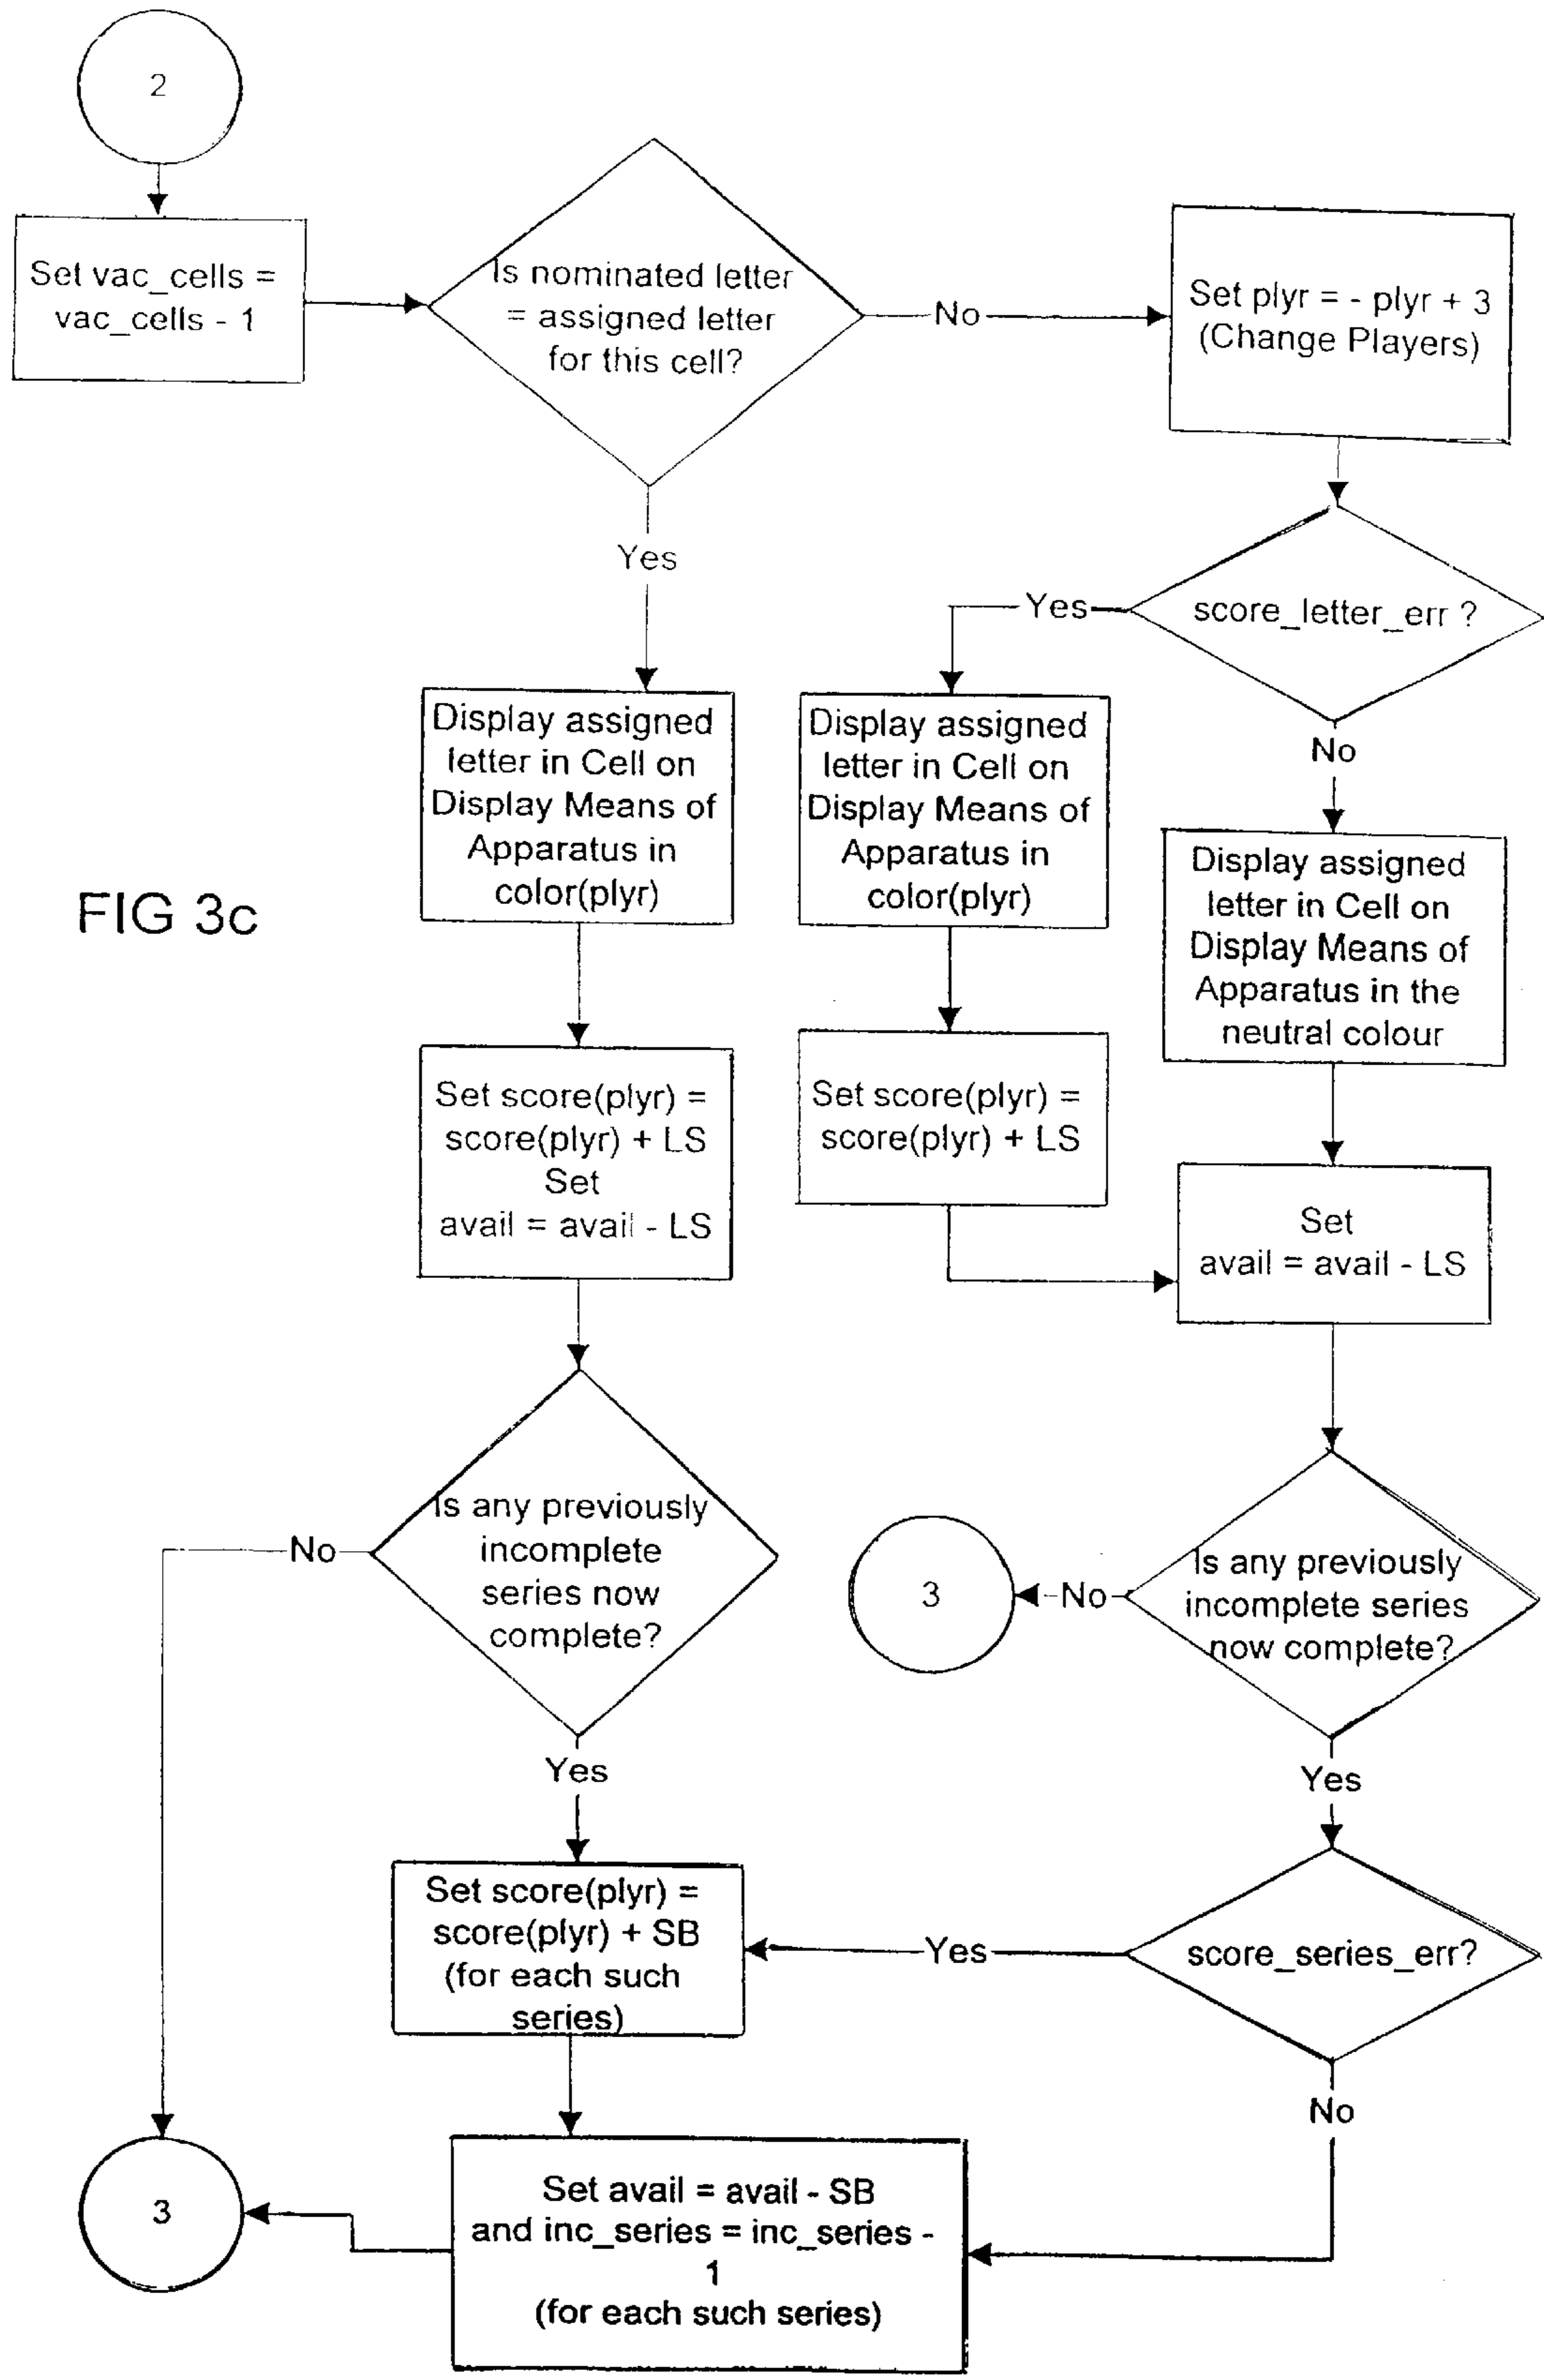 2
Set vac_cells =
vac_cells - 1
Is nominated letter
= assigned letter
for this cell?
No
Set plyr = - plyr + 3
(Change Players)
Yes
score_letter_err ?
Yes
No
Display assigned
letter in Cell on
Display Means of
Apparatus in
color(plyr)
Display assigned
letter in Cell on
Display Means of
Apparatus in
color(plyr)
Display assigned
letter in Cell on
Display Means of
Apparatus in the
neutral colour
FIG 3c
Set score(plyr) =
score(plyr) + LS
Set
avail = avail - LS
Set score(plyr) =
score(plyr) + LS
Set
avail = avail - LS
Is any previously
incomplete
series now
complete?
No
Yes
3
No
Is any previously
incomplete series
now complete?
Yes
Set score(plyr) =
score(plyr) + SB
(for each such
series)
Yes
score_series_err?
No
3
Set avail = avail - SB
and inc_series = inc_series -
1
(for each such series)